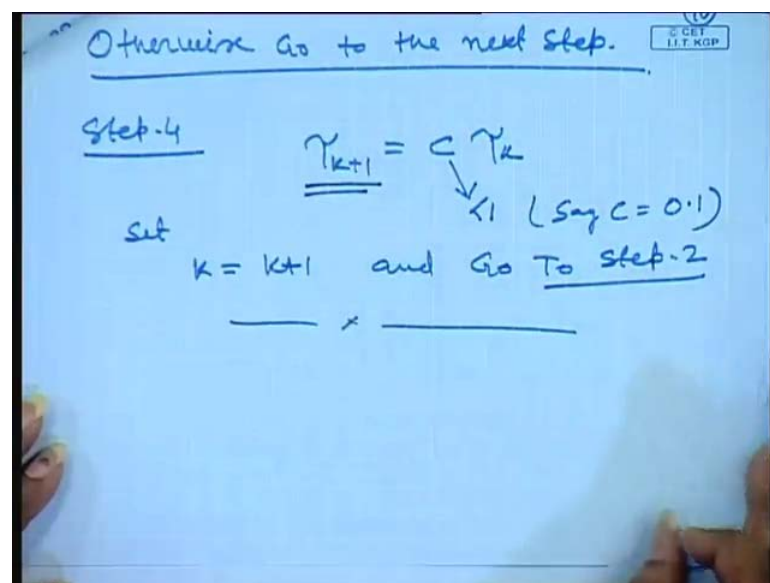 Otherwise Go to the next step.
© CET
I.I.T. KGP
Step-4
γk+1 = C γk
<1 (Say C = 0.1)
Set
k = k+1 and Go To Step-2
x